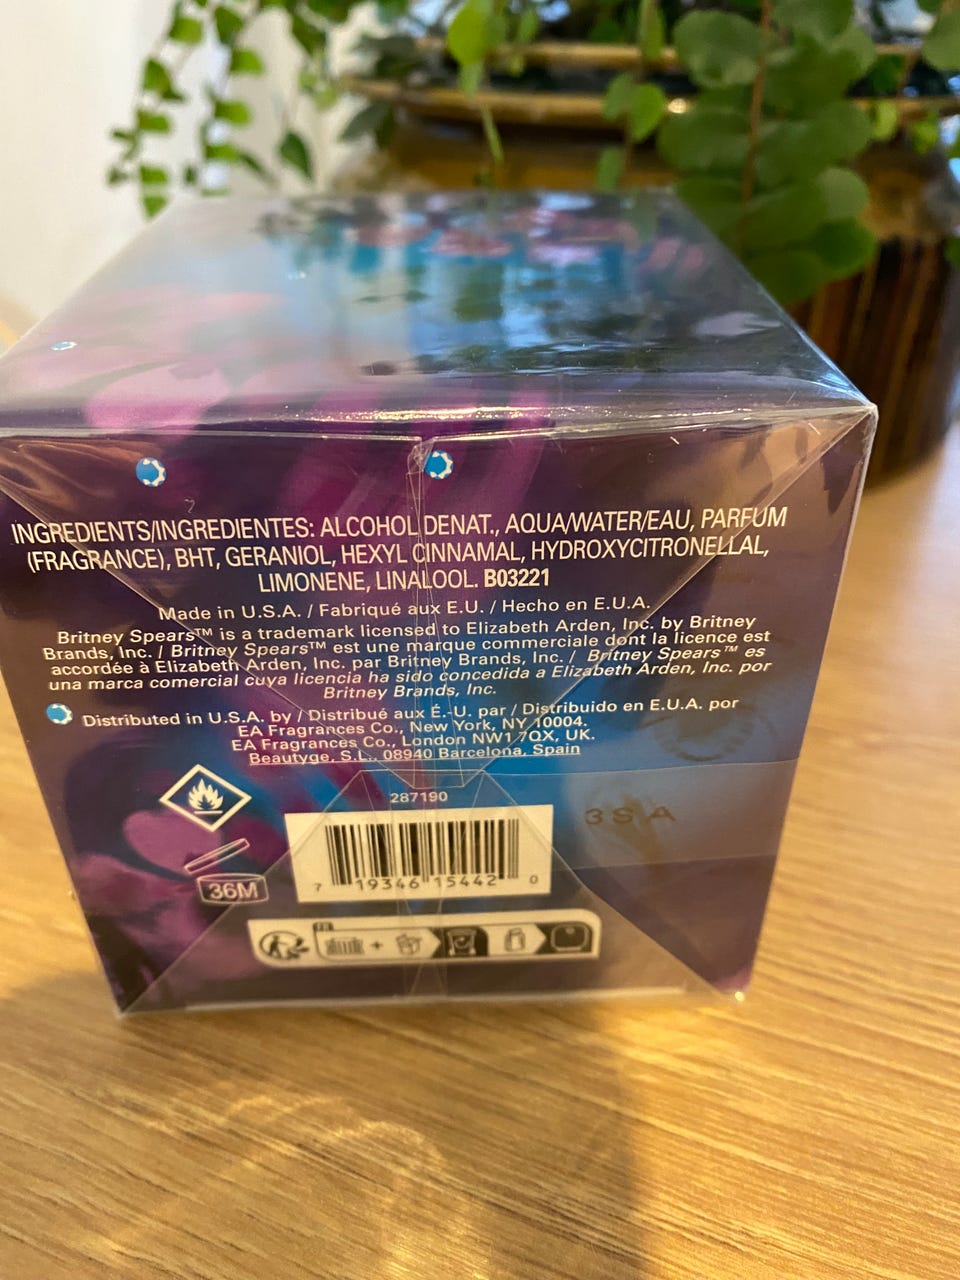 INGREDIENTS/INGREDIENTES: ALCOHOL DENAT., AQUA/WATER/EAU, PARFUM
(FRAGRANCE), BHT, GERANIOL, HEXYL CINNAMAL, HYDROXYCITRONELLAL,
LIMONENE, LINALOOL. B03221
Made in U.S.A. / Fabriqué aux E.U. / Hecho en E.U.A.
Britney Spears™ is a trademark licensed to Elizabeth Arden, Inc. by Britney
Brands, Inc. / Britney Spears™ est une marque commerciale dont la licence est
accordée à Elizabeth Arden, Inc. par Britney Brands, Inc. / Britney Spears™ es
una marca comercial cuya licencia ha sido concedida a Elizabeth Arden, Inc. por
Britney Brands, Inc.
Distributed in U.S.A. by / Distribué aux É.-U. par / Distribuido en E.U.A. por
EA Fragrances Co., New York, NY 10004.
EA Fragrances Co., London NW1 7QX, UK.
Beautyge, S.L., 08940 Barcelona, Spain
287190
3SA
7 19346 15442 0
36M
FR
+